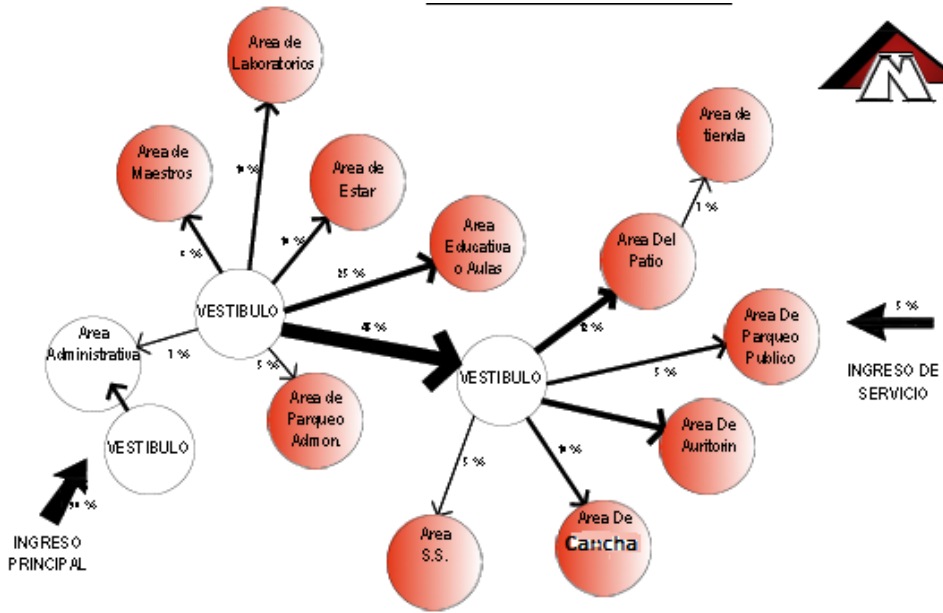 Area de
Laboratorios
Area de
Maestros
Area de
Estar
Area
Educativa
o Aulas
Area de
tienda
Area Del
Patio
1 %
25 %
VESTIBULO
Area
Administrativa
1 %
5 %
Area de
Parqueo
Admon.
VESTIBULO
INGRESO
PRINCIPAL
VESTIBULO
Area De
Parqueo
Publico
5 %
5 %
INGRESO DE
SERVICIO
Area De
Auritorin
5 %
Area
S.S.
Area De
Cancha
N